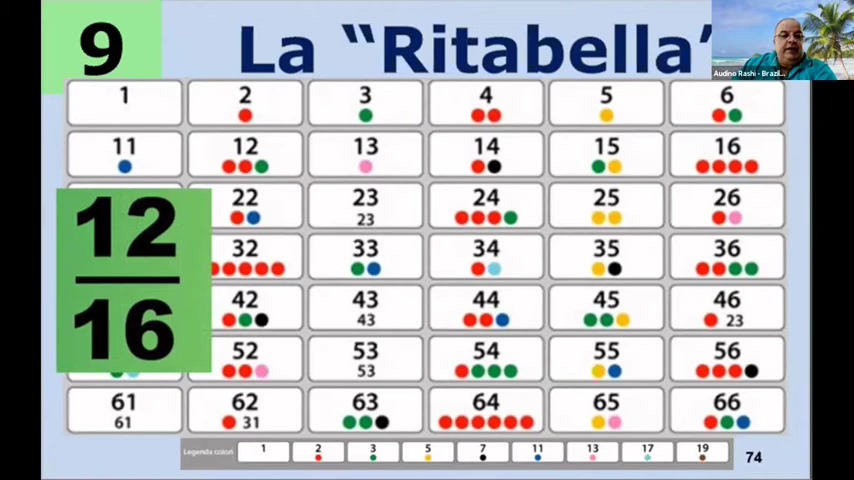 9
La “Ritabella”
Audino Rashi - Brazil...
1 2 3 4 5 6
11 12 13 14 15 16
22 23 24 25 26
23
32 33 34 35 36
12
16
42 43 44 45 46
43 23
52 53 54 55 56
53
61 62 63 64 65 66
61 31
Legenda colori 1 2 3 5 7 11 13 17 19
74